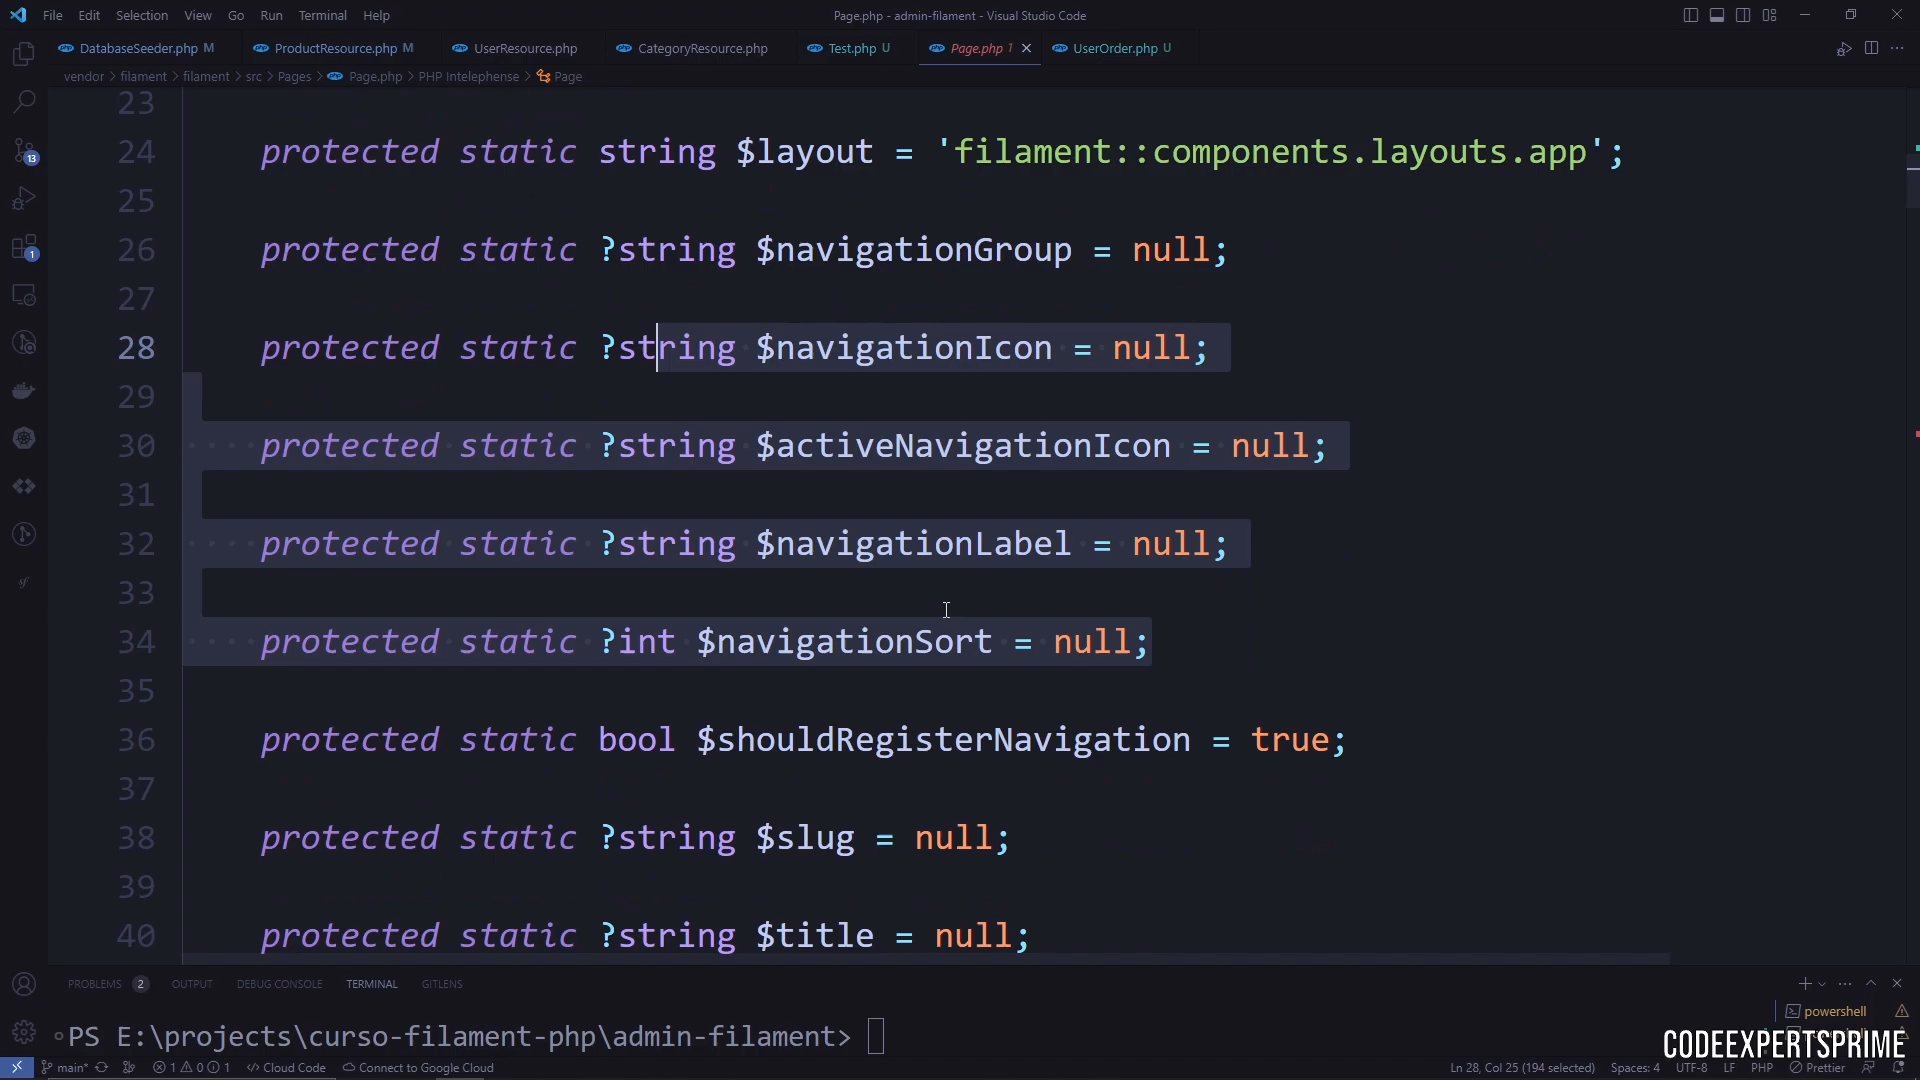 File Edit Selection View Go Run Terminal Help
Page.php - admin-filament - Visual Studio Code
DatabaseSeeder.php M ProductResource.php M UserResource.php CategoryResource.php Test.php U Page.php 1 UserOrder.php U
vendor > filament > filament > src > Pages > Page.php > PHP Intelephense > Page
23
24 protected static string $layout = 'filament::components.layouts.app';
25
26 protected static ?string $navigationGroup = null;
27
28 protected static ?string $navigationIcon = null;
29
30 protected static ?string $activeNavigationIcon = null;
31
32 protected static ?string $navigationLabel = null;
33
34 protected static ?int $navigationSort = null;
35
36 protected static bool $shouldRegisterNavigation = true;
37
38 protected static ?string $slug = null;
39
40 protected static ?string $title = null;
13
1
PROBLEMS 2 OUTPUT DEBUG CONSOLE TERMINAL GITLENS
powershell
PS E:\projects\curso-filament-php\admin-filament>
CODEEXPERTSPRIME
main* 1 0 1 Cloud Code Connect to Google Cloud
Ln 28, Col 25 (194 selected) Spaces: 4 UTF-8 LF PHP Prettier